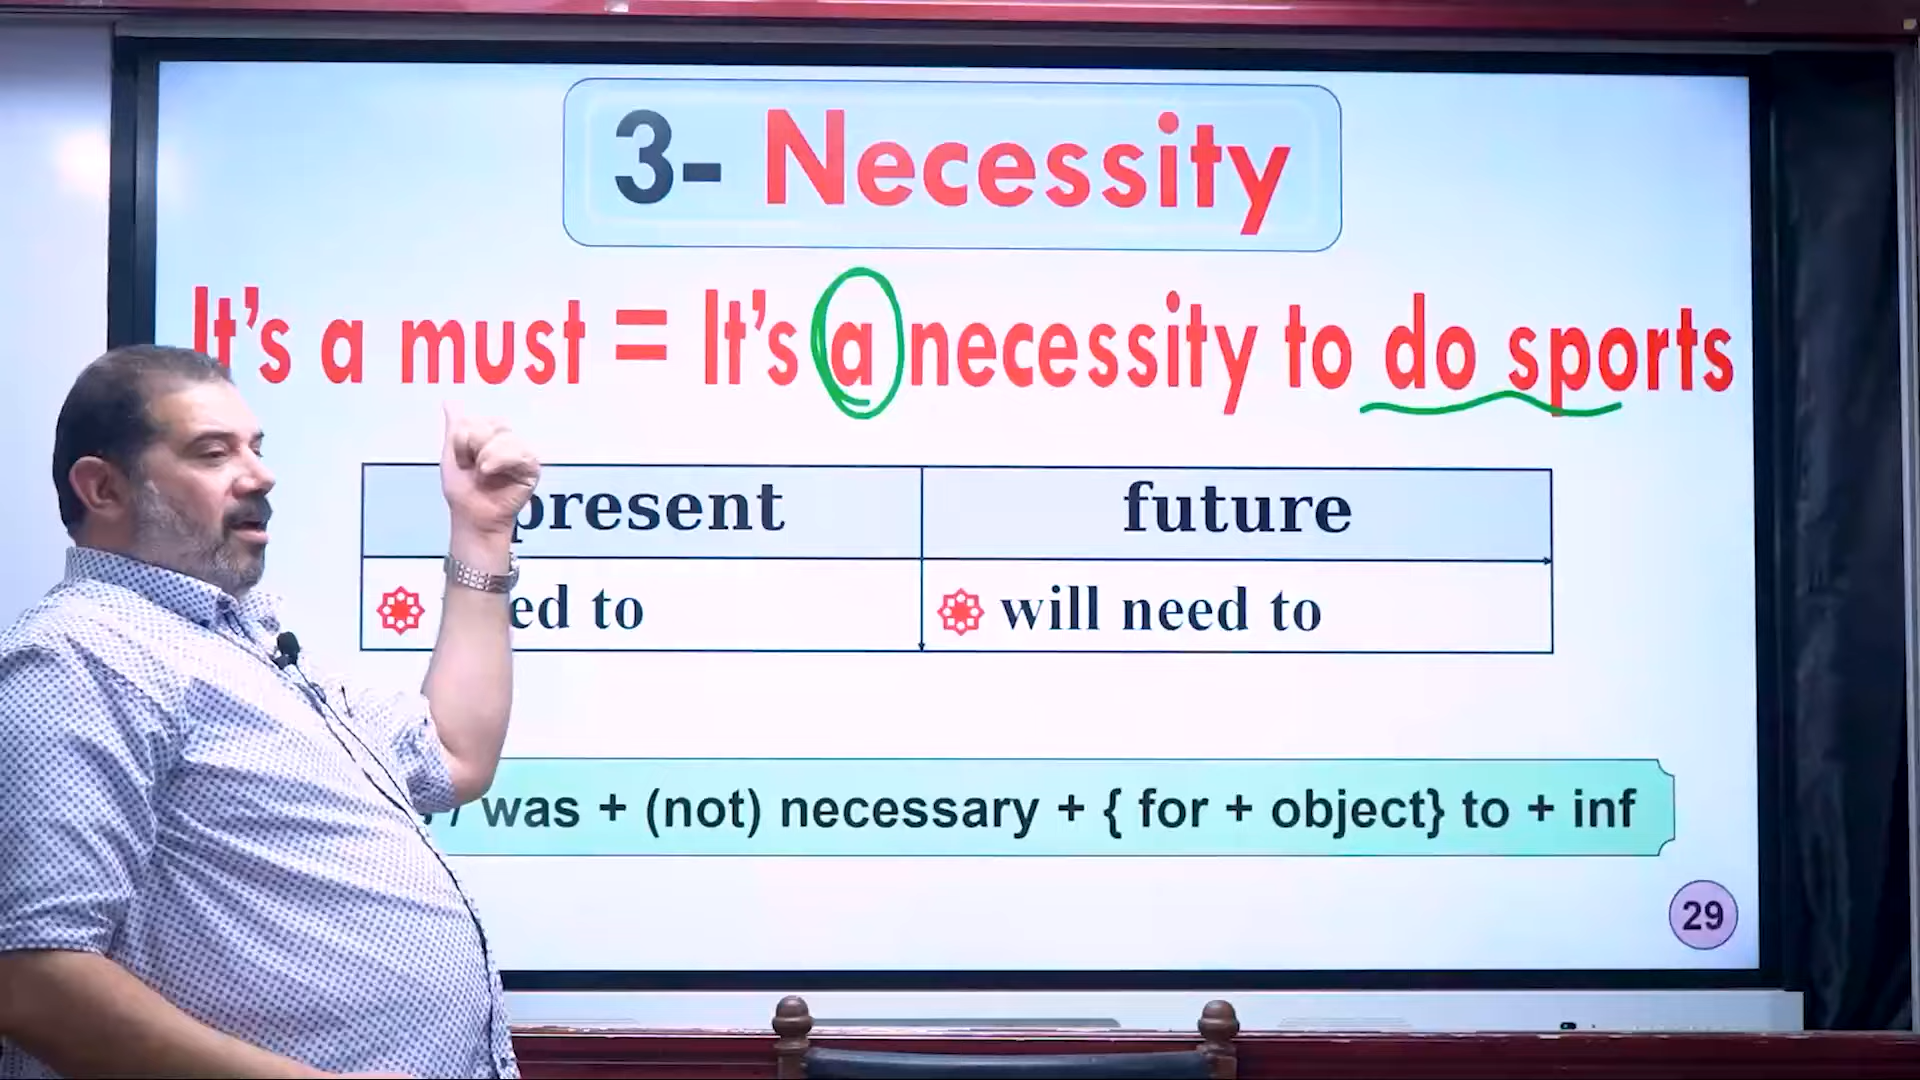 3- Necessity
It's a must = It's a necessity to do sports
present future
to will need to
/ was + (not) necessary + { for + object} to + inf
29